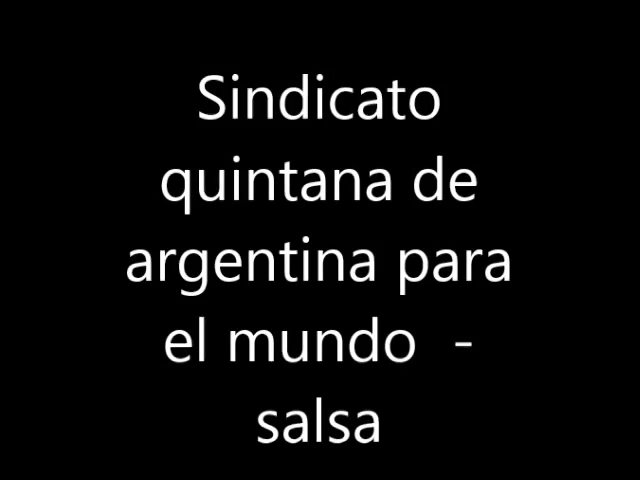 Sindicato
quintana de
argentina para
el mundo  -
salsa